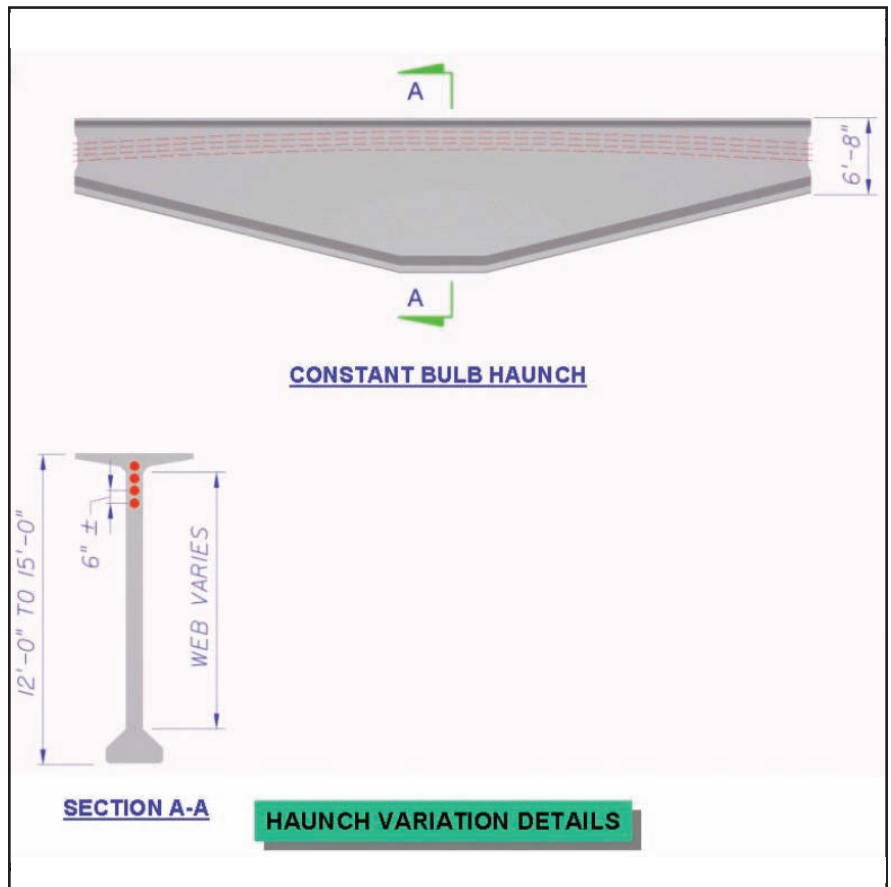 A
6'-8"
A
CONSTANT BULB HAUNCH
12'-0" TO 15'-0"
6" ±
WEB VARIES
SECTION A-A
HAUNCH VARIATION DETAILS